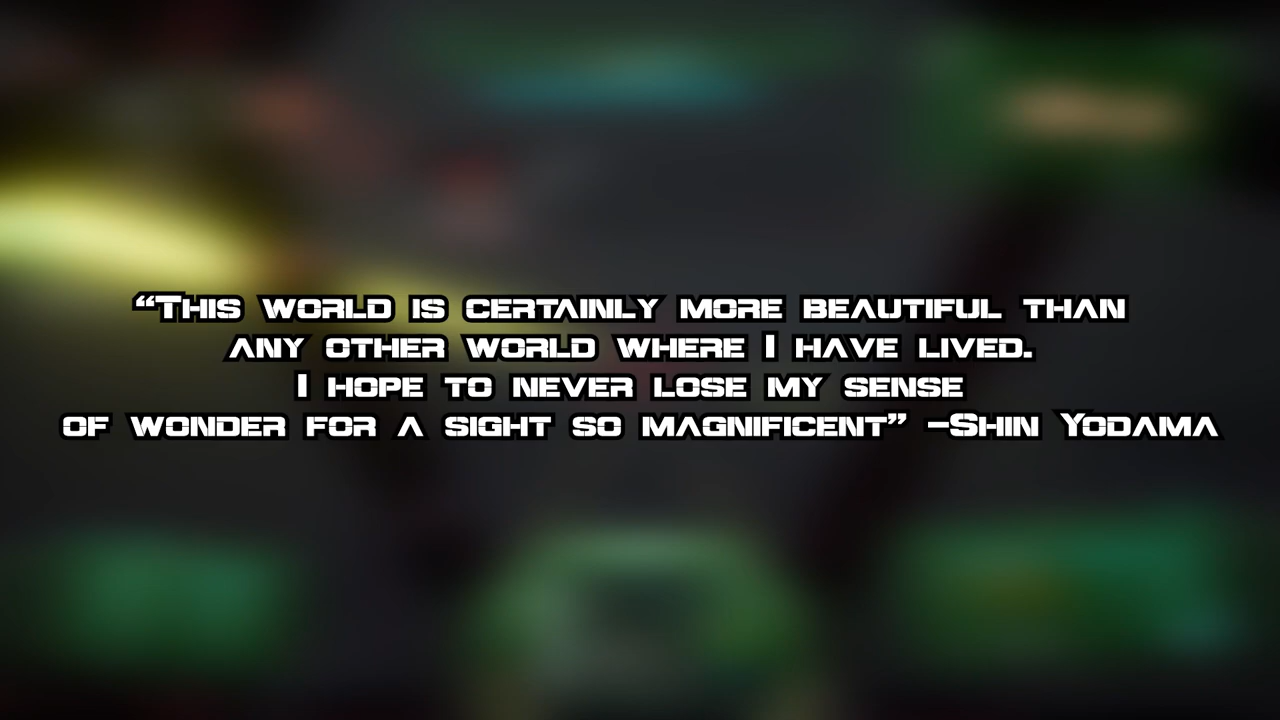 “This world is certainly more beautiful than
any other world where I have lived.
I hope to never lose my sense
of wonder for a sight so magnificent” -Shin Yodama